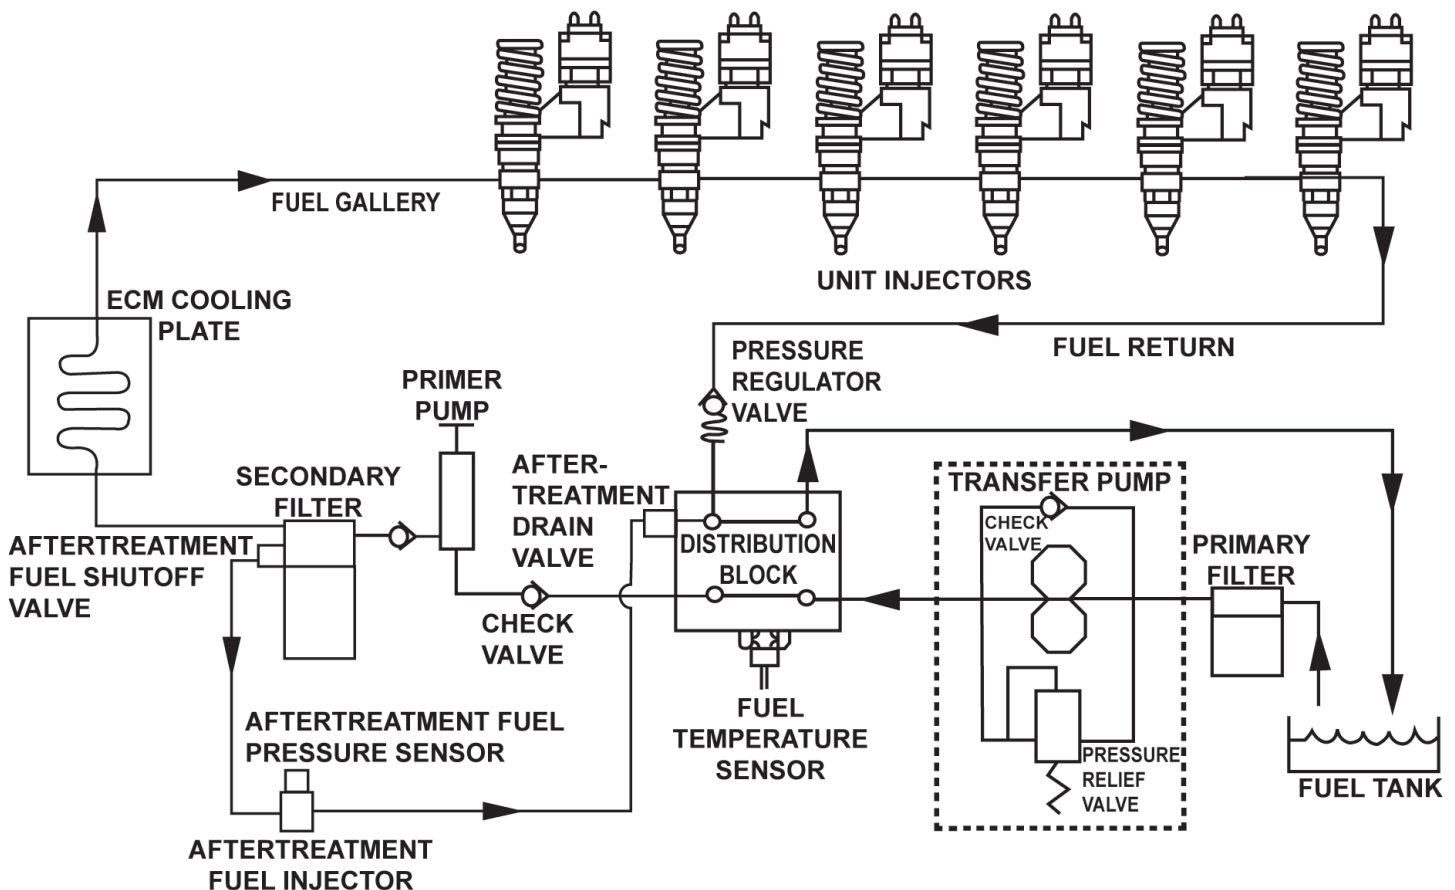 FUEL GALLERY
UNIT INJECTORS
ECM COOLING
PLATE
FUEL RETURN
PRESSURE
REGULATOR
VALVE
PRIMER
PUMP
SECONDARY
FILTER
AFTER-
TREATMENT
DRAIN
VALVE
TRANSFER PUMP
CHECK
VALVE
PRIMARY
FILTER
AFTERTREATMENT
FUEL SHUTOFF
VALVE
DISTRIBUTION
BLOCK
CHECK
VALVE
FUEL
TEMPERATURE
SENSOR
AFTERTREATMENT FUEL
PRESSURE SENSOR
PRESSURE
RELIEF
VALVE
FUEL TANK
AFTERTREATMENT
FUEL INJECTOR